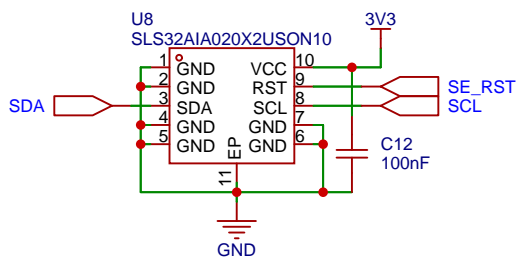 U8
SLS32AIA020X2USON10
3V3
1 GND VCC 10
2 GND RST 9 SE_RST
SDA 3 SDA SCL 8 SCL
4 GND GND 7
5 GND GND 6
EP
11
C12
100nF
GND